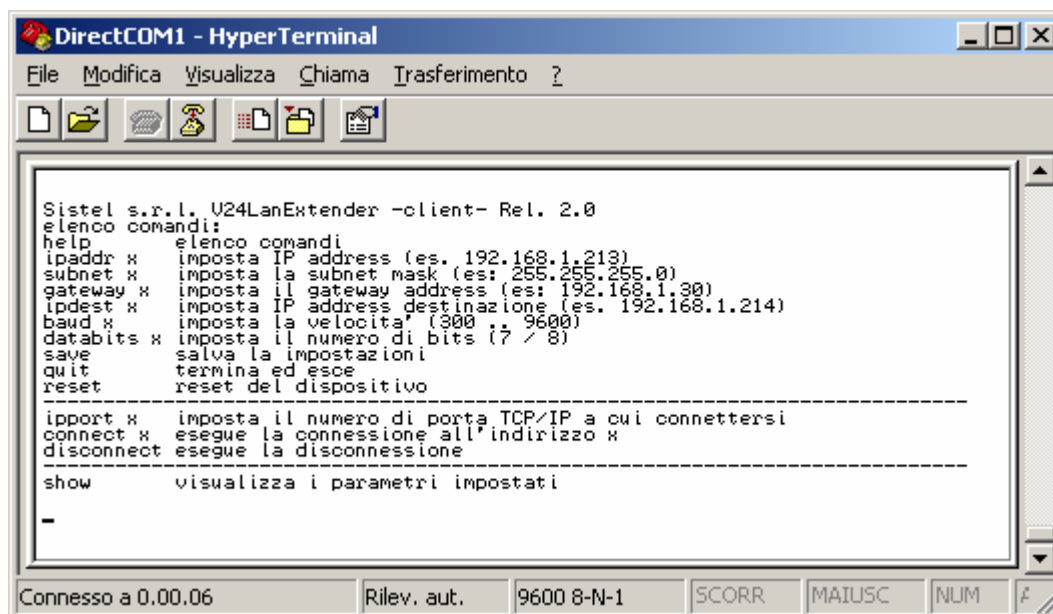 DirectCOM1 - HyperTerminal
File Modifica Visualizza Chiama Trasferimento ?
Sistel s.r.l. V24LanExtender -client- Rel. 2.0
elenco comandi:
help elenco comandi
ipaddr x imposta IP address (es. 192.168.1.213)
subnet x imposta la subnet mask (es: 255.255.255.0)
gateway x imposta il gateway address (es: 192.168.1.30)
ipdest x imposta IP address destinazione (es. 192.168.1.214)
baud x imposta la velocita' (300 .. 9600)
databits x imposta il numero di bits (7 / 8)
save salva la impostazioni
quit termina ed esce
reset reset del dispositivo
--------------------------------------------------------------------------------
ipport x imposta il numero di porta TCP/IP a cui connettersi
connect x esegue la connessione all'indirizzo x
disconnect esegue la disconnessione
--------------------------------------------------------------------------------
show visualizza i parametri impostati
Connesso a 0.00.06 Rilev. aut. 9600 8-N-1 SCORR MAIUSC NUM